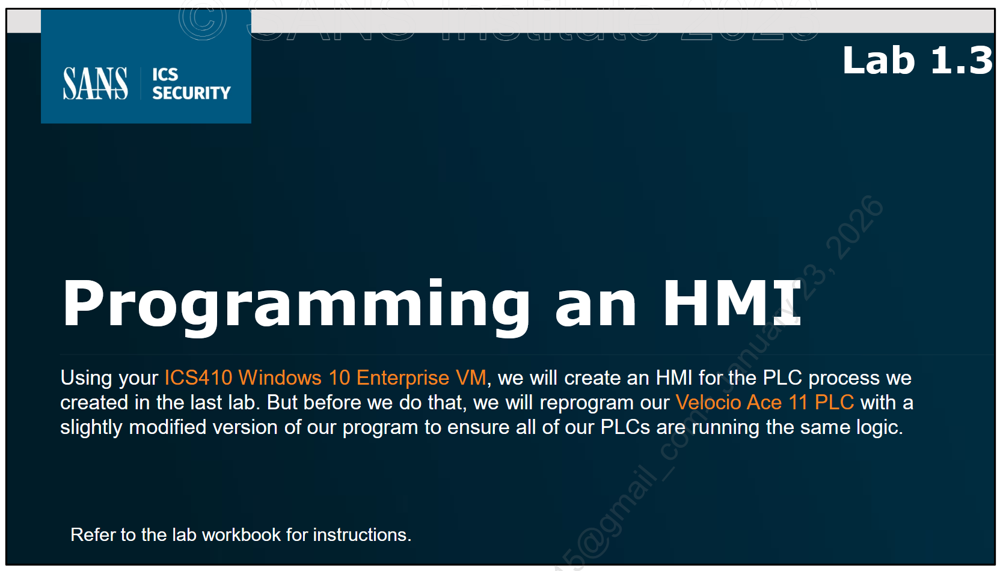 © SANS Institute 2023
Lab 1.3
SANS
ICS
SECURITY
Programming an HMI
Using your ICS410 Windows 10 Enterprise VM, we will create an HMI for the PLC process we
created in the last lab. But before we do that, we will reprogram our Velocio Ace 11 PLC with a
slightly modified version of our program to ensure all of our PLCs are running the same logic.
Refer to the lab workbook for instructions.
15@gmail_com January 23, 2026